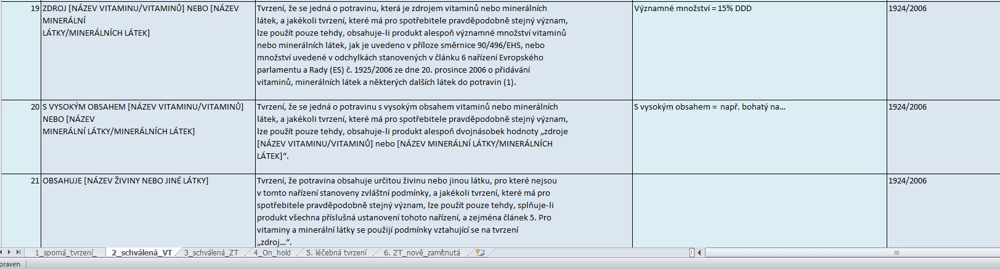 19 ZDROJ [NÁZEV VITAMINU/VITAMINŮ] NEBO [NÁZEV
MINERÁLNÍ
LÁTKY/MINERÁLNÍCH LÁTEK]
Tvrzení, že se jedná o potravinu, která je zdrojem vitaminů nebo minerálních
látek, a jakékoli tvrzení, které má pro spotřebitele pravděpodobně stejný význam,
lze použít pouze tehdy, obsahuje-li produkt alespoň významné množství vitaminů
nebo minerálních látek, jak je uvedeno v příloze směrnice 90/496/EHS, nebo
množství uvedené v odchylkách stanovených v článku 6 nařízení Evropského
parlamentu a Rady (ES) č. 1925/2006 ze dne 20. prosince 2006 o přidávání
vitaminů, minerálních látek a některých dalších látek do potravin (1).
Významné množství = 15% DDD
1924/2006
20 S VYSOKÝM OBSAHEM [NÁZEV VITAMINU/VITAMINŮ]
NEBO [NÁZEV
MINERÁLNÍ LÁTKY/MINERÁLNÍCH LÁTEK]
Tvrzení, že se jedná o potravinu s vysokým obsahem vitaminů nebo minerálních
látek, a jakékoli tvrzení, které má pro spotřebitele pravděpodobně stejný význam,
lze použít pouze tehdy, obsahuje-li produkt alespoň dvojnásobek hodnoty „zdroje
[NÁZEV VITAMINU/VITAMINŮ] nebo [NÁZEV MINERÁLNÍ LÁTKY/MINERÁLNÍCH
LÁTEK]“.
S vysokým obsahem = např. bohatý na...
1924/2006
21 OBSAHUJE [NÁZEV ŽIVINY NEBO JINÉ LÁTKY]
Tvrzení, že potravina obsahuje určitou živinu nebo jinou látku, pro které nejsou
v tomto nařízení stanoveny zvláštní podmínky, a jakékoli tvrzení, které má pro
spotřebitele pravděpodobně stejný význam, lze použít pouze tehdy, splňuje-li
produkt všechna příslušná ustanovení tohoto nařízení, a zejména článek 5. Pro
vitaminy a minerální látky se použijí podmínky vztahující se na tvrzení
„zdroj...“.
1924/2006
1_sporná_tvrzení_ 2_schválená_VT 3_schválená_ZT 4_On_hold 5. léčebná tvrzení 6. ZT_nově_zamítnutá
praven